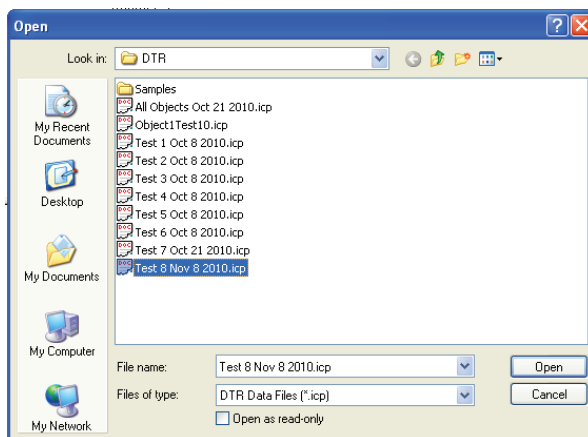 Open
Look in: DTR
My Recent
Documents
Desktop
My Documents
My Computer
My Network
Samples
All Objects Oct 21 2010.icp
Object1Test10.icp
Test 1 Oct 8 2010.icp
Test 2 Oct 8 2010.icp
Test 3 Oct 8 2010.icp
Test 4 Oct 8 2010.icp
Test 5 Oct 8 2010.icp
Test 6 Oct 8 2010.icp
Test 7 Oct 21 2010.icp
Test 8 Nov 8 2010.icp
File name: Test 8 Nov 8 2010.icp Open
Files of type: DTR Data Files (*.icp) Cancel
Open as read-only